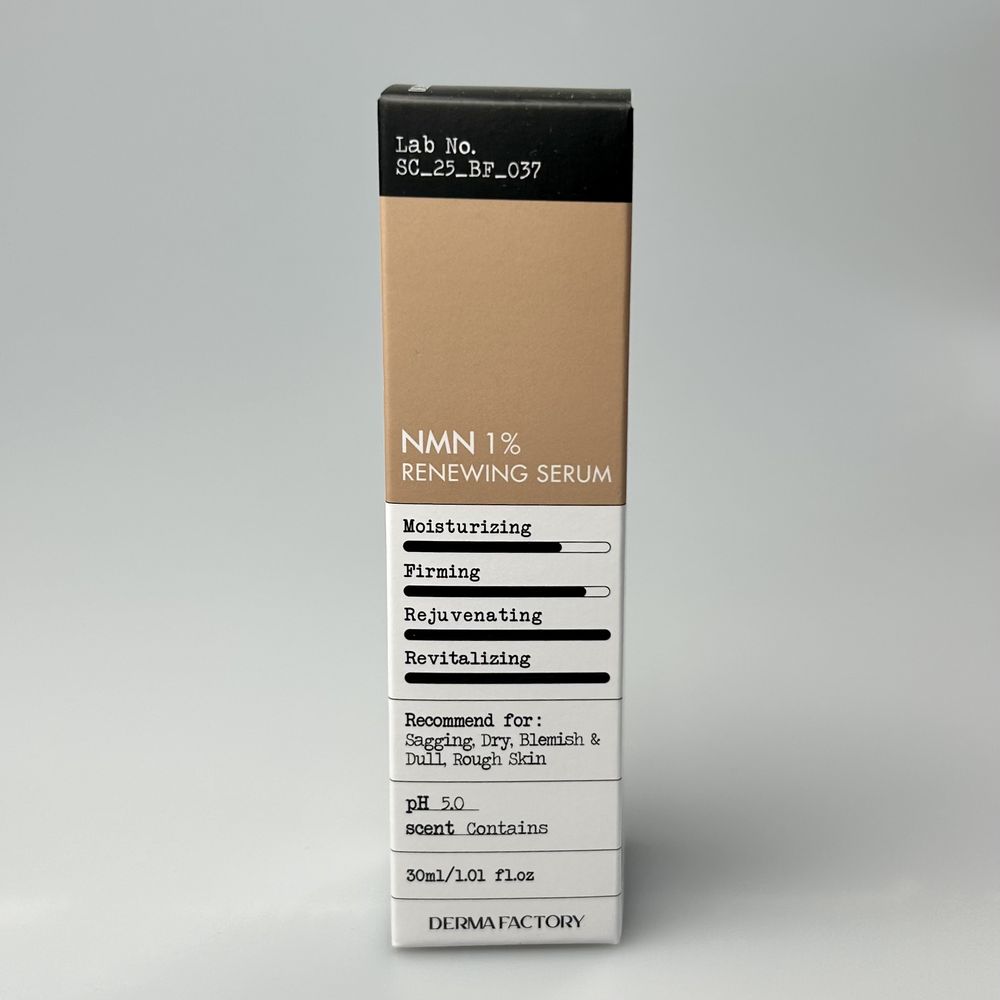 Lab No.
SC_25_BF_037
NMN 1%
RENEWING SERUM
Moisturizing
Firming
Rejuvenating
Revitalizing
Recommend for:
Sagging, Dry, Blemish &
Dull, Rough Skin
pH 5.0
scent Contains
30ml/1.01 fl.oz
DERMA FACTORY